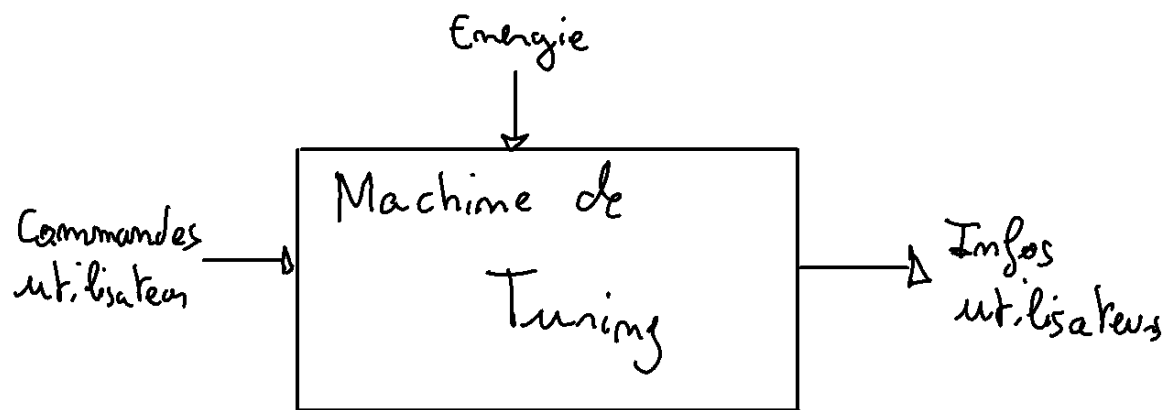 Energie
Machine de
Turing
Commandes
utilisateur
Infos
utilisateurs